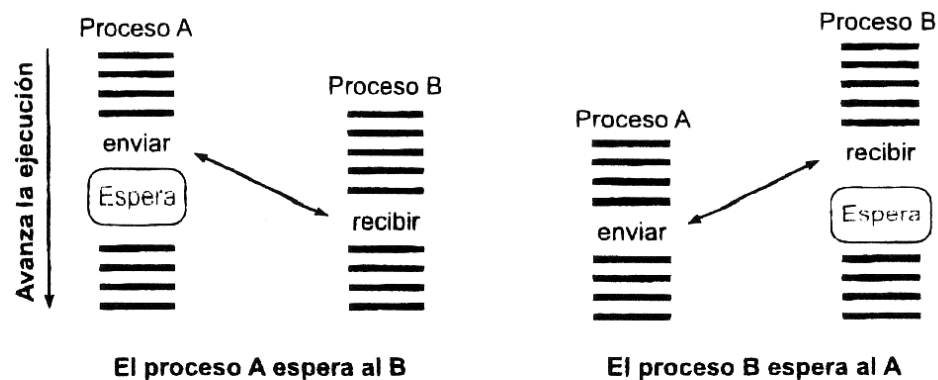 Proceso A
Avanza la ejecución
enviar
Espera
Proceso B
recibir
El proceso A espera al B
Proceso A
enviar
Proceso B
recibir
Espera
El proceso B espera al A